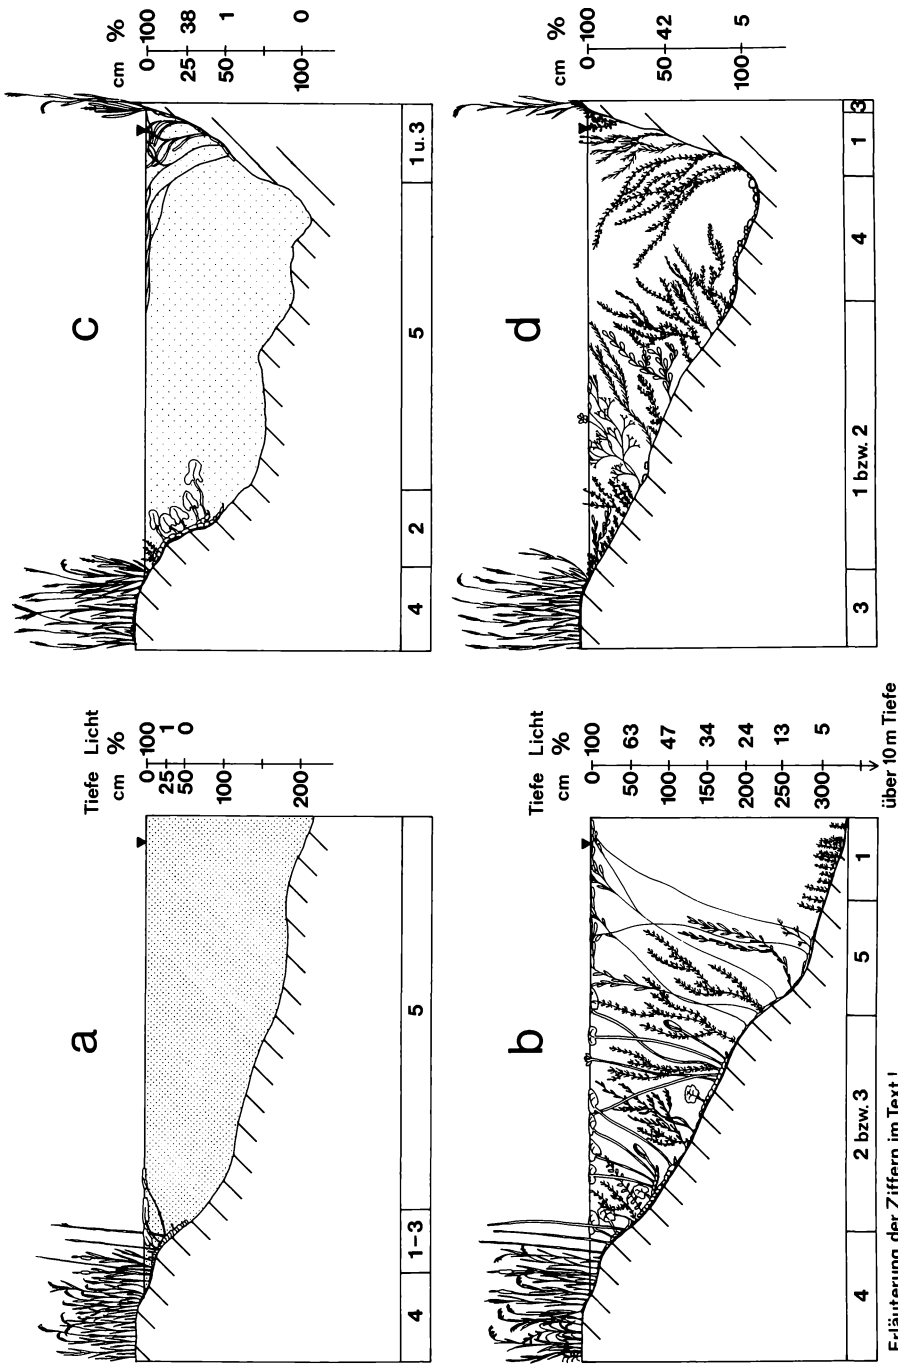 a
Tiefe Licht
cm %
0 100
25 1
50 0
100
200
4 1–3 5
c
cm %
0 100
25 38
50 1
100 0
4 2 5 1 u. 3
b
Tiefe Licht
cm %
0 100
50 63
100 47
150 34
200 24
250 13
300 5
über 10 m Tiefe
4 2 bzw. 3 5 1
d
cm %
0 100
50 42
100 5
3 1 bzw. 2 4 1 3
Erläuterung der Ziffern im Text !